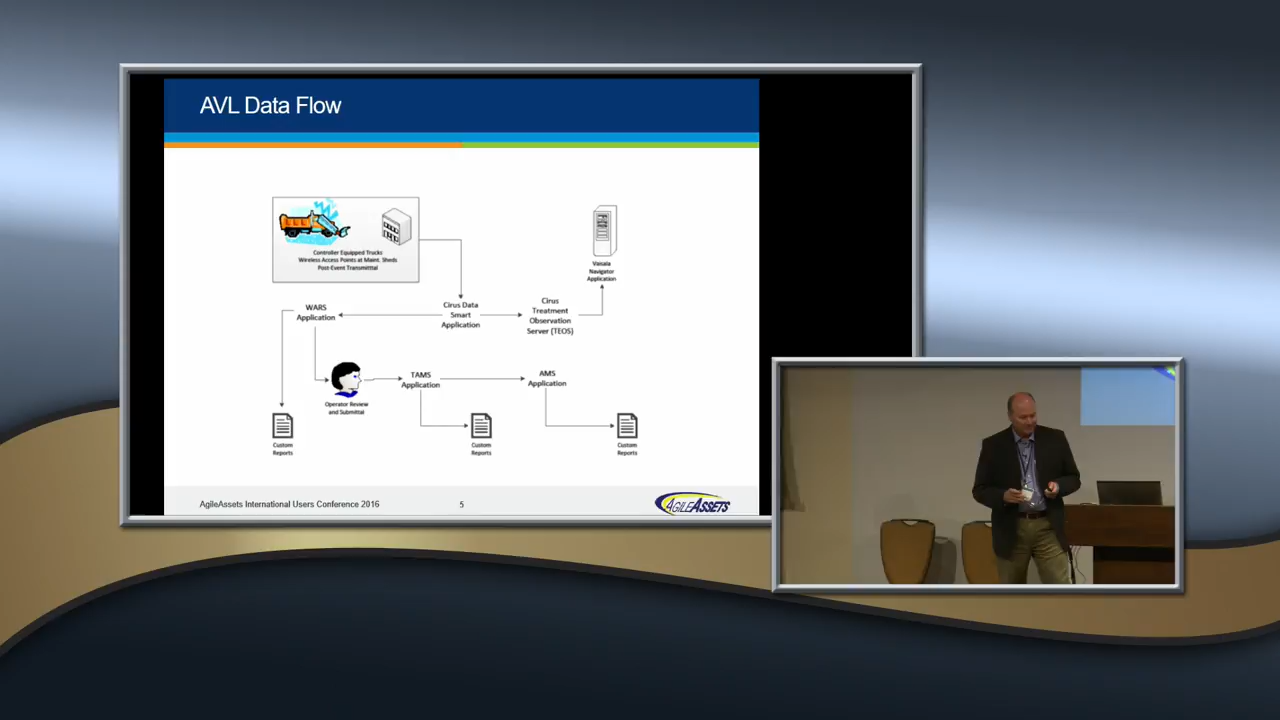 AVL Data Flow
Controller Equipped Trucks
Wireless Access Points at Maint. Sheds
Post-Event Transmittal
Vaisala
Navigator
Application
WARS
Application
Cirus Data
Smart
Application
Cirus
Treatment
Observation
Server (TEOS)
Operator Review
and Submittal
TAMS
Application
AMS
Application
Custom
Reports
Custom
Reports
Custom
Reports
AgileAssets International Users Conference 2016
5
AGILEASSETS